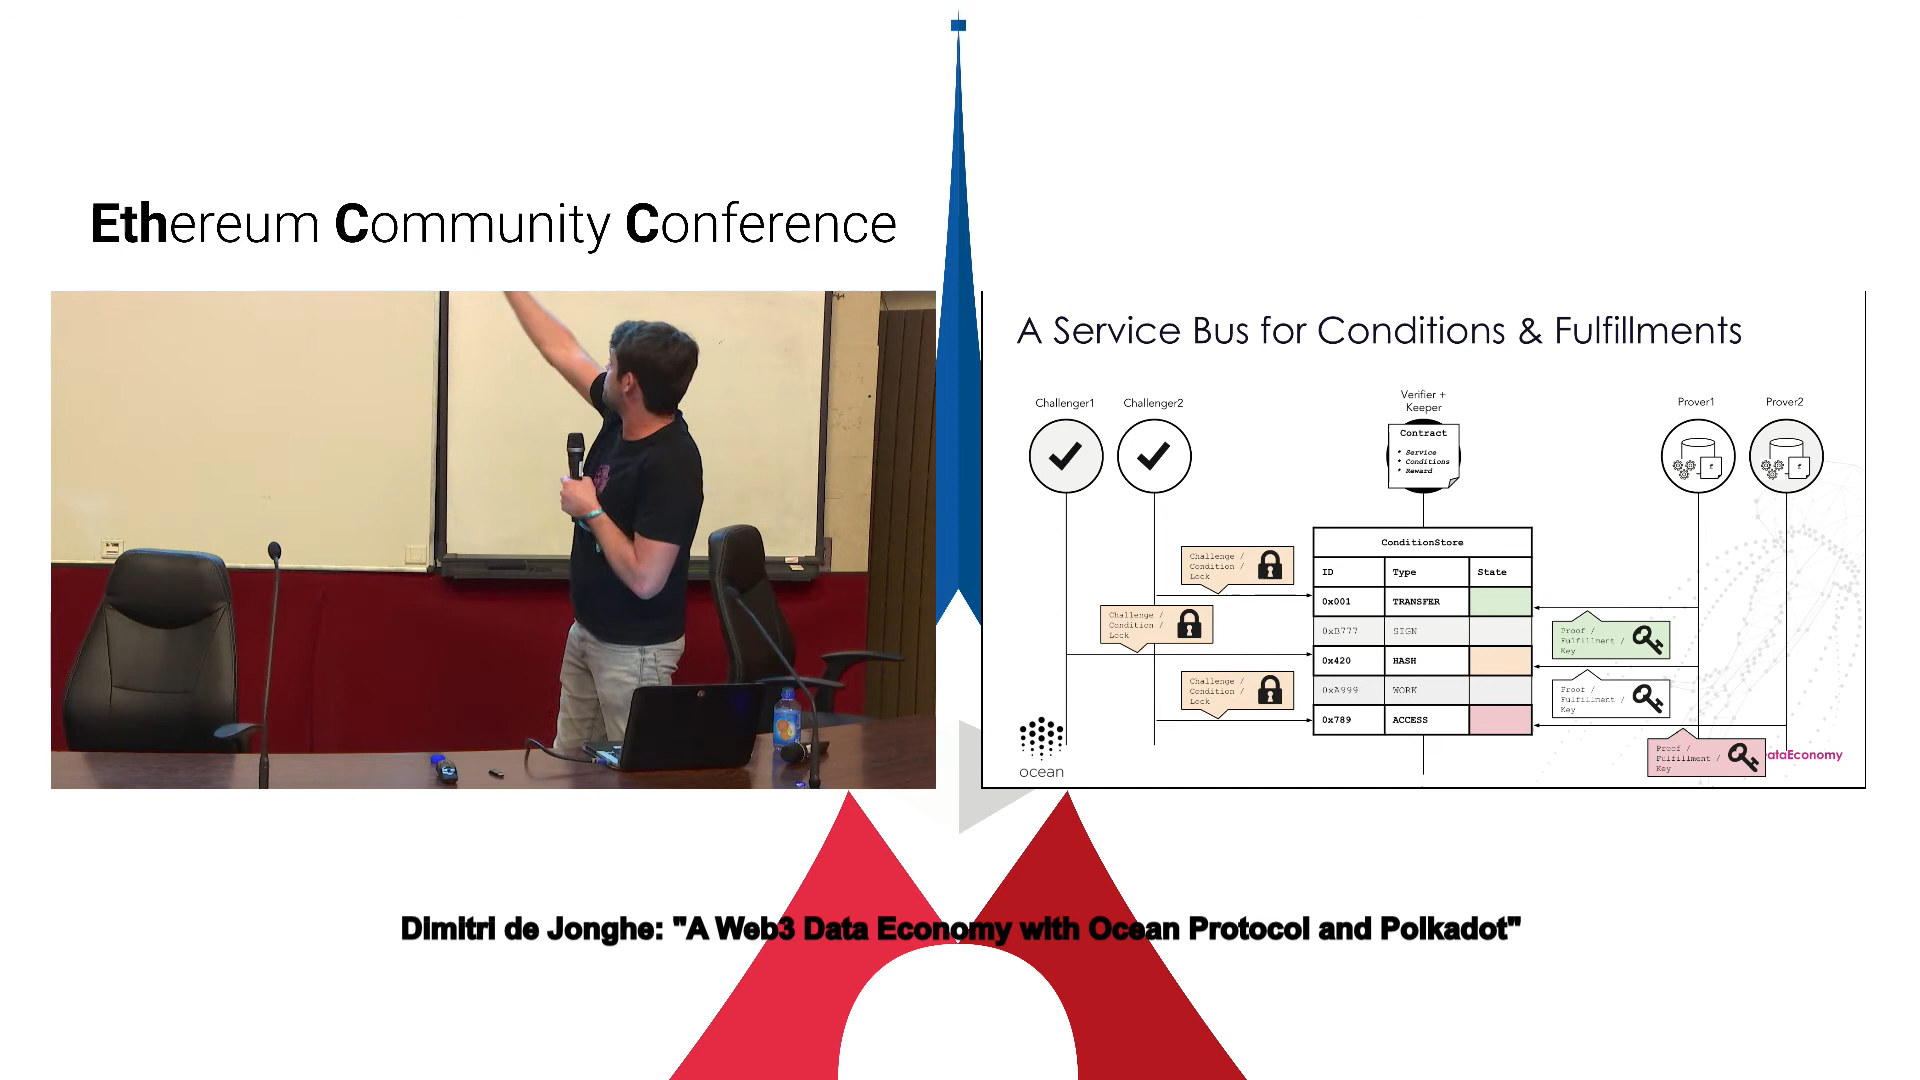 Ethereum Community Conference
A Service Bus for Conditions & Fulfillments
Challenger1
Challenger2
Verifier +
Keeper
Prover1
Prover2
Contract
• Service
• Conditions
• Reward
f
f
ConditionStore
ID Type State
0x001 TRANSFER
0xB777 SIGN
0x420 HASH
0xA999 WORK
0x789 ACCESS
Challenge /
Condition /
Lock
Challenge /
Condition /
Lock
Challenge /
Condition /
Lock
Proof /
Fulfillment /
Key
Proof /
Fulfillment /
Key
Proof /
Fulfillment /
Key
ocean
ataEconomy
Dimitri de Jonghe: "A Web3 Data Economy with Ocean Protocol and Polkadot"